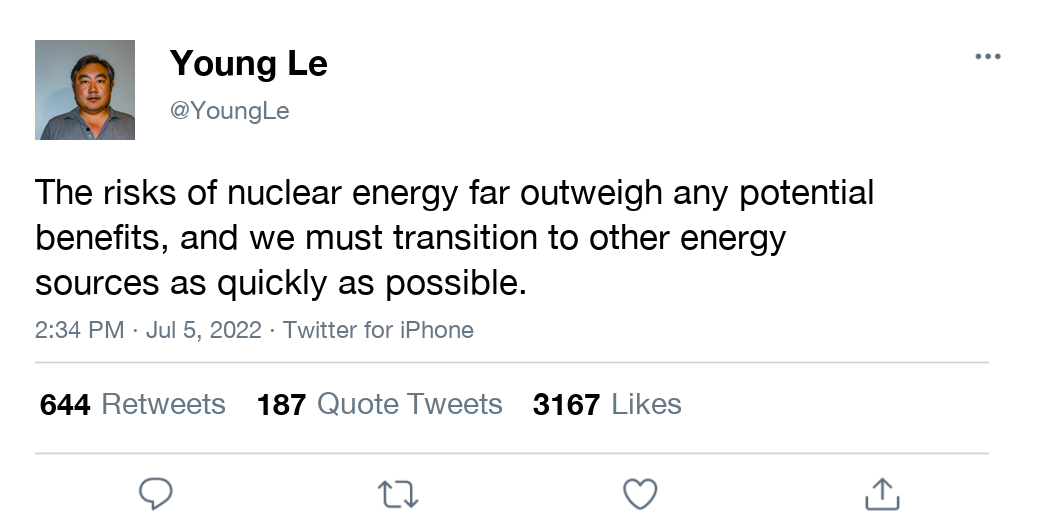 Young Le
@YoungLe
The risks of nuclear energy far outweigh any potential
benefits, and we must transition to other energy
sources as quickly as possible.
2:34 PM · Jul 5, 2022 · Twitter for iPhone
644 Retweets 187 Quote Tweets 3167 Likes